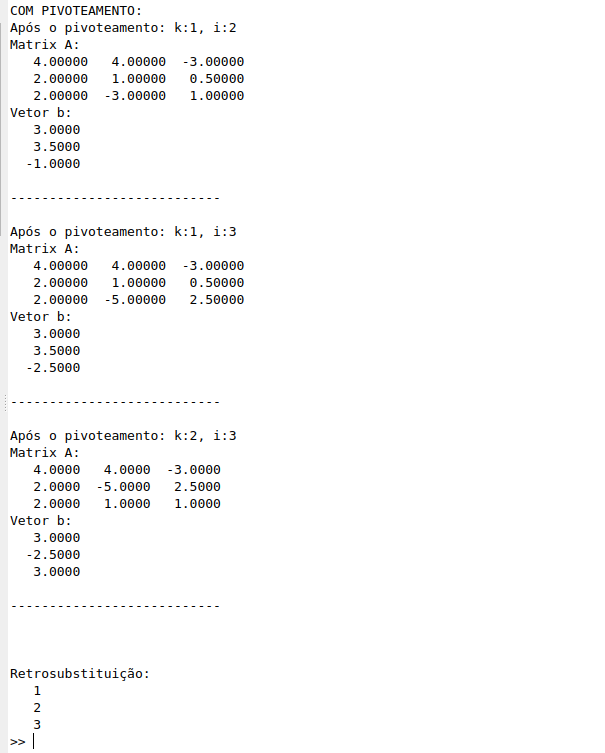 COM PIVOTEAMENTO:
Após o pivoteamento: k:1, i:2
Matrix A:
4.00000 4.00000 -3.00000
2.00000 1.00000 0.50000
2.00000 -3.00000 1.00000
Vetor b:
3.0000
3.5000
-1.0000
---------------------------
Após o pivoteamento: k:1, i:3
Matrix A:
4.00000 4.00000 -3.00000
2.00000 1.00000 0.50000
2.00000 -5.00000 2.50000
Vetor b:
3.0000
3.5000
-2.5000
---------------------------
Após o pivoteamento: k:2, i:3
Matrix A:
4.0000 4.0000 -3.0000
2.0000 -5.0000 2.5000
2.0000 1.0000 1.0000
Vetor b:
3.0000
-2.5000
3.0000
---------------------------
Retrosubstituição:
1
2
3
>>